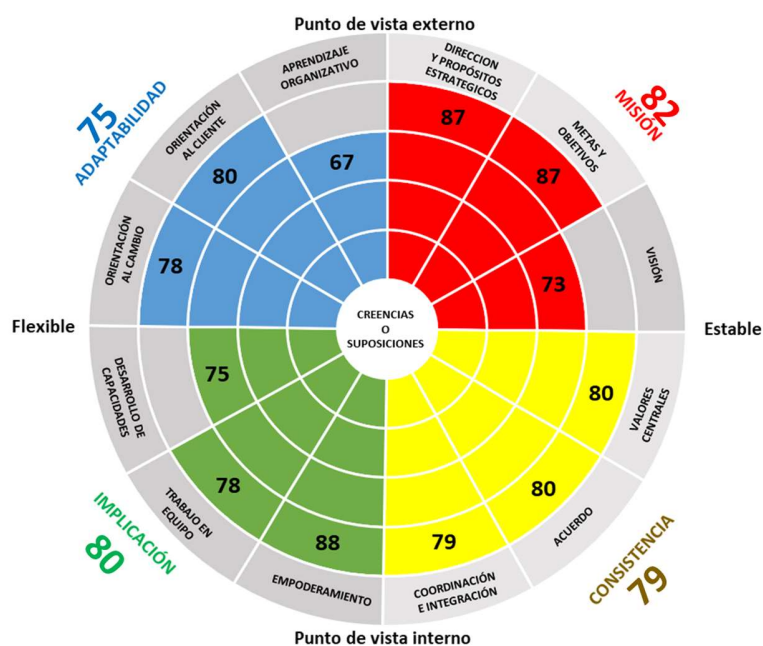 Punto de vista externo
75
ADAPTABILIDAD
82
MISIÓN
APRENDIZAJE
ORGANIZATIVO
DIRECCION
Y PROPÓSITOS
ESTRATEGICOS
ORIENTACIÓN
AL CLIENTE
METAS Y
OBJETIVOS
ORIENTACIÓN
AL CAMBIO
VISIÓN
87
67
80
87
78
73
Flexible
CREENCIAS
O
SUPOSICIONES
Estable
75
80
78
80
88
79
DESARROLLO DE
CAPACIDADES
VALORES
CENTRALES
TRABAJO EN
EQUIPO
ACUERDO
EMPODERAMIENTO
COORDINACIÓN
E INTEGRACIÓN
IMPLICACIÓN
80
CONSISTENCIA
79
Punto de vista interno